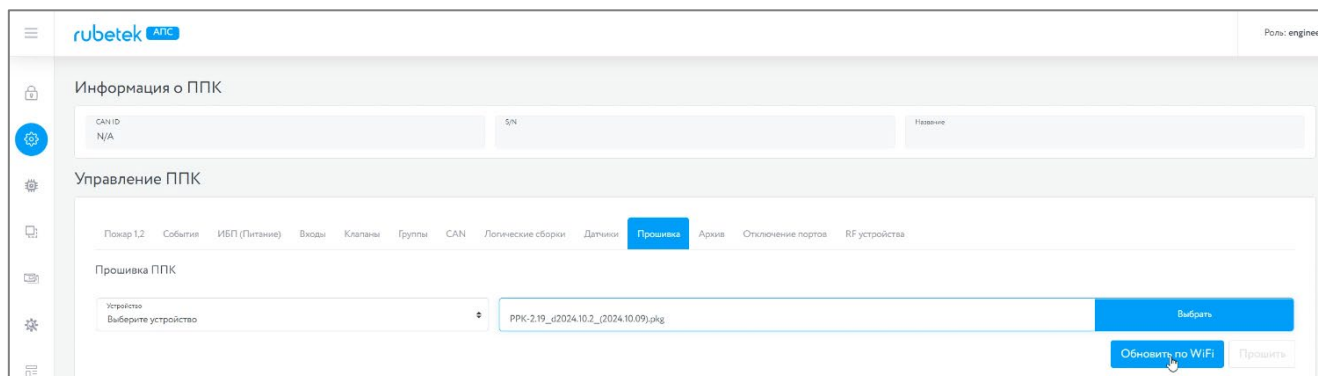 rubetek АПС
Роль: enginee
Информация о ППК
CAN ID
N/A
S/N
Название
Управление ППК
Пожар 1,2 События ИБП (Питание) Входы Клапаны Группы CAN Логические сборки Датчики Прошивка Архив Отключение портов RF устройства
Прошивка ППК
Устройство
Выберите устройство
PPK-2.19_d2024.10.2_(2024.10.09).pkg
Выбрать
Обновить по WiFi
Прошить